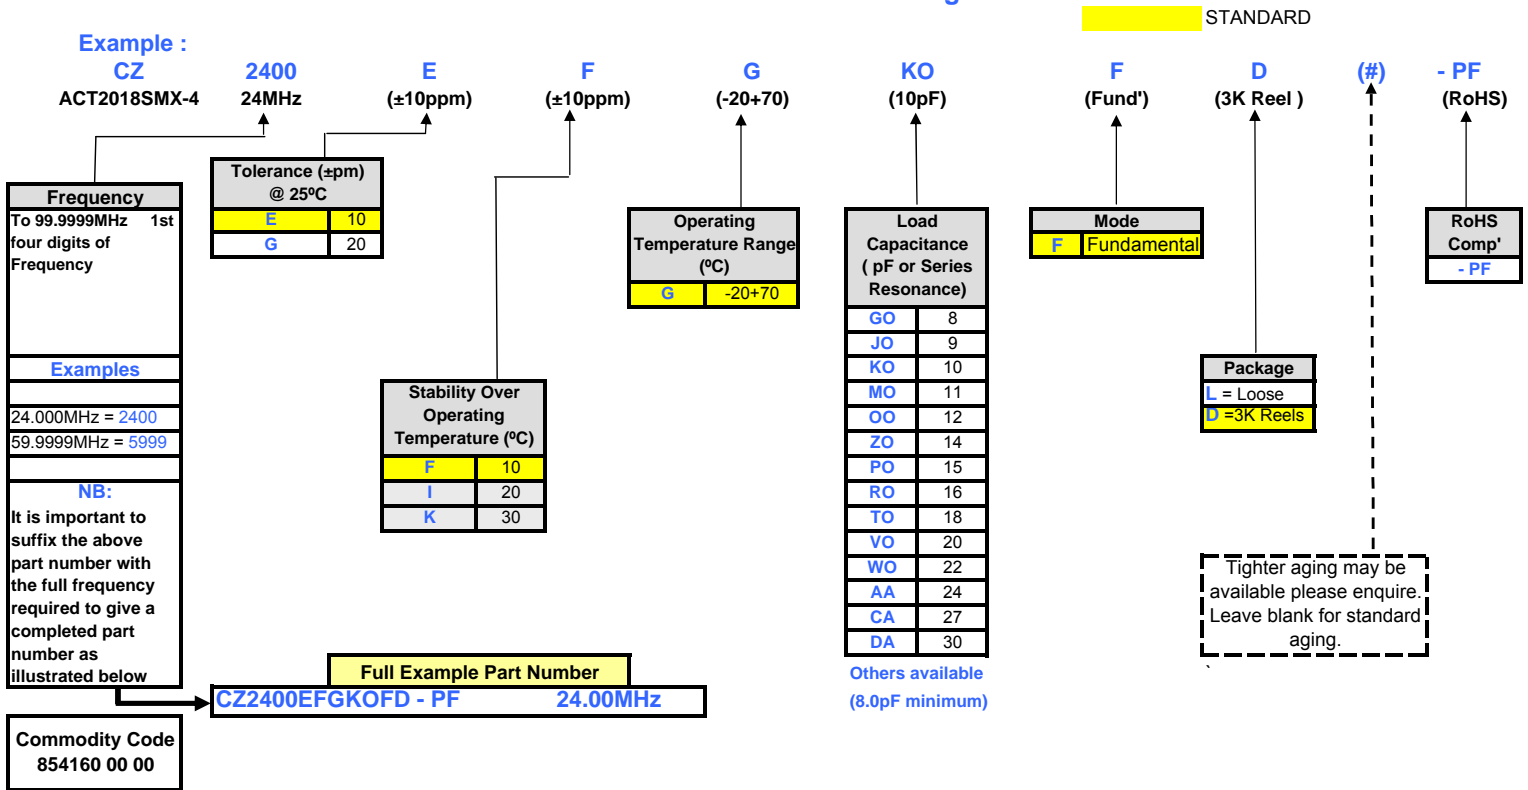 STANDARD
Example :
CZ 2400 E F G KO F D (#) - PF
ACT2018SMX-4 24MHz (±10ppm) (±10ppm) (-20+70) (10pF) (Fund') (3K Reel ) (RoHS)
Frequency
To 99.9999MHz 1st
four digits of
Frequency
Examples
24.000MHz = 2400
59.9999MHz = 5999
NB:
It is important to
suffix the above
part number with
the full frequency
required to give a
completed part
number as
illustrated below
Commodity Code
854160 00 00
Tolerance (±pm)
@ 25ºC
E 10
G 20
Stability Over
Operating
Temperature (ºC)
F 10
I 20
K 30
Full Example Part Number
CZ2400EFGKOFD - PF 24.00MHz
Operating
Temperature Range
(ºC)
G -20+70
Load
Capacitance
( pF or Series
Resonance)
GO 8
JO 9
KO 10
MO 11
OO 12
ZO 14
PO 15
RO 16
TO 18
VO 20
WO 22
AA 24
CA 27
DA 30
Others available
(8.0pF minimum)
Mode
F Fundamental
Package
L = Loose
D =3K Reels
Tighter aging may be
available please enquire.
Leave blank for standard
aging.
`
RoHS
Comp'
- PF